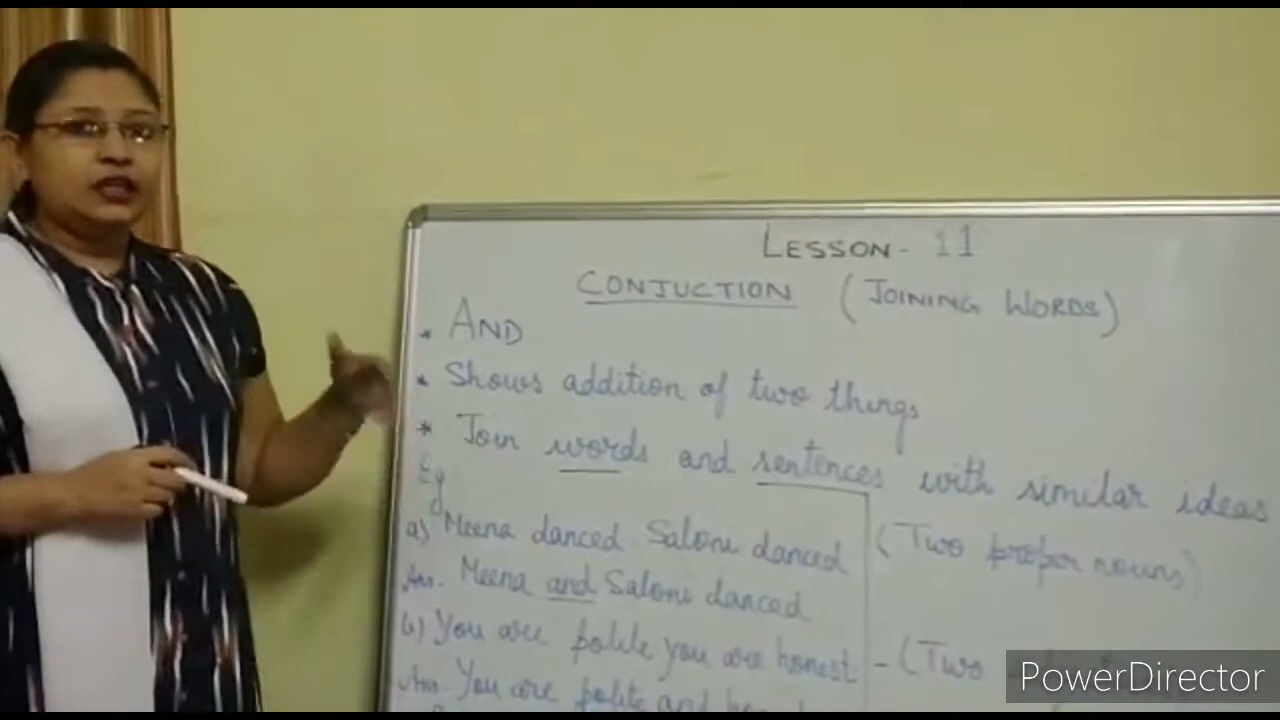 LESSON - 11
CONJUCTION (JOINING WORDS)
* AND
* Shows addition of two things
* Join words and sentences with similar ideas
Eg
a) Meena danced. Saloni danced (Two proper nouns)
Ans. Meena and Saloni danced
b) You are polite you are honest. - (Two
Ans. You are polite and
PowerDirector